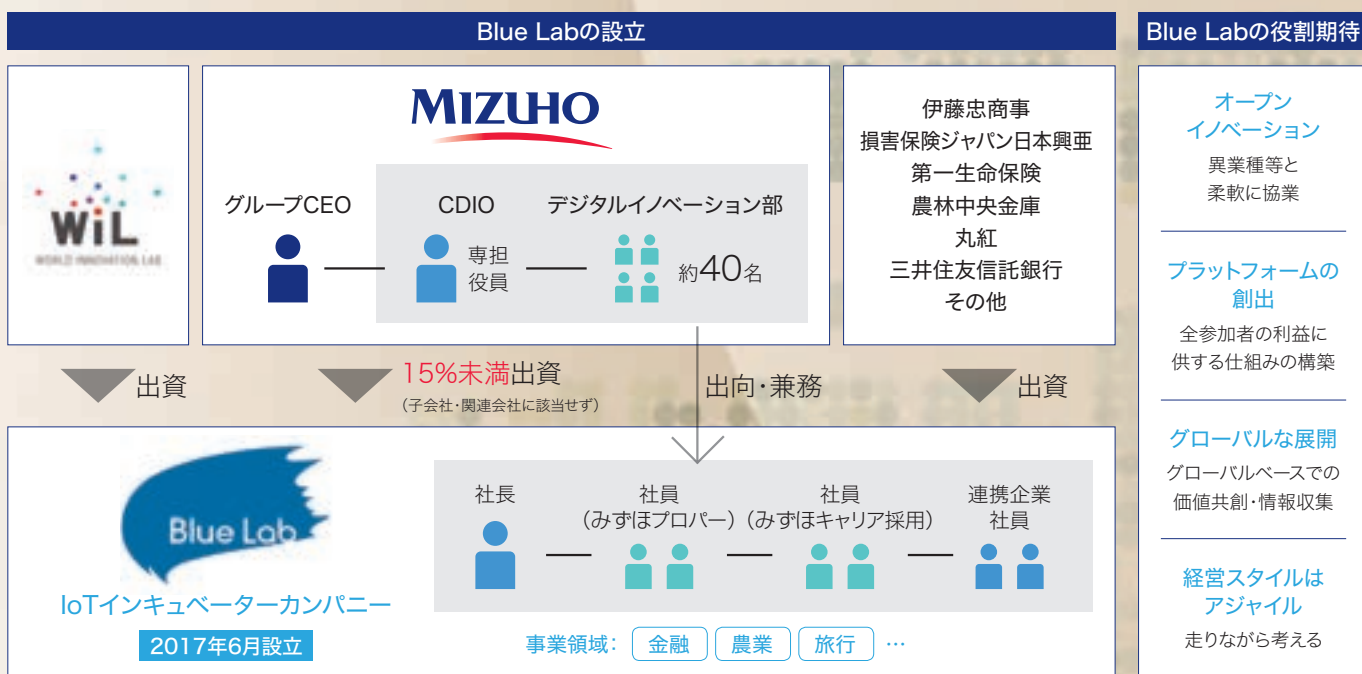 Blue Labの設立
WiL
WORLD INNOVATION LAB
MIZUHO
グループCEO
CDIO
専担
役員
デジタルイノベーション部
約40名
伊藤忠商事
損害保険ジャパン日本興亜
第一生命保険
農林中央金庫
丸紅
三井住友信託銀行
その他
出資
15%未満出資
(子会社・関連会社に該当せず)
出向・兼務
出資
Blue Lab
IoTインキュベーターカンパニー
2017年6月設立
社長
社員
(みずほプロパー)
社員
(みずほキャリア採用)
連携企業
社員
事業領域: 金融 農業 旅行 …
Blue Labの役割期待
オープン
イノベーション
異業種等と
柔軟に協業
プラットフォームの
創出
全参加者の利益に
供する仕組みの構築
グローバルな展開
グローバルベースでの
価値共創・情報収集
経営スタイルは
アジャイル
走りながら考える